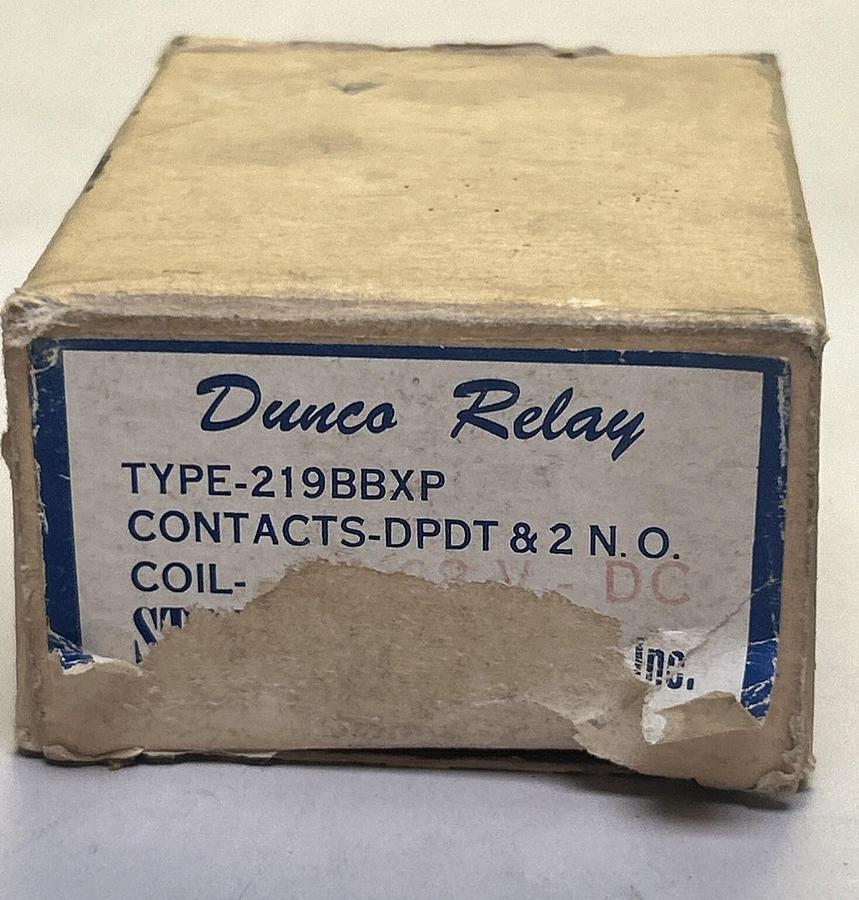 Dunco Relay
TYPE-219BBXP
CONTACTS-DPDT & 2 N.O.
COIL- V - DC
Inc.